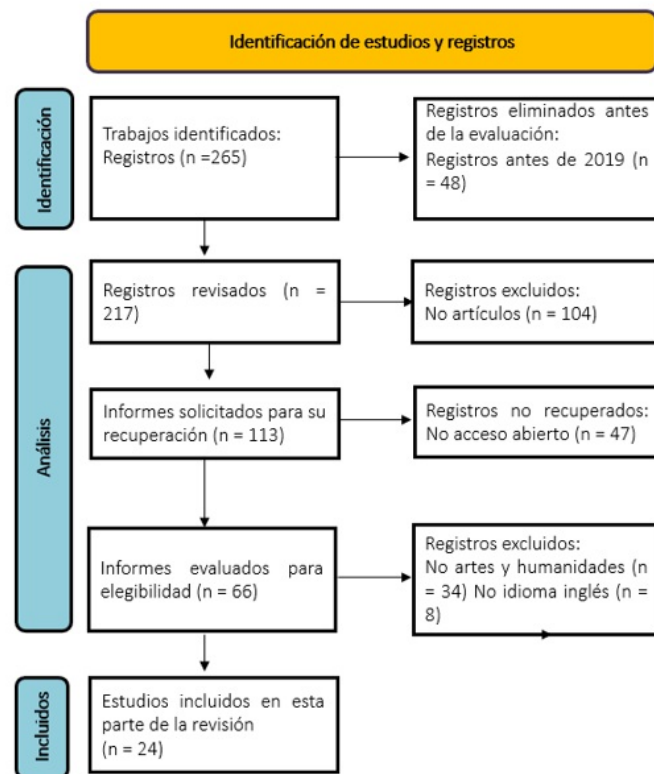 Identificación de estudios y registros
Identificación
Trabajos identificados:
Registros (n =265)
Registros eliminados antes
de la evaluación:
Registros antes de 2019 (n
= 48)
Análisis
Registros revisados (n =
217)
Registros excluidos:
No artículos (n = 104)
Informes solicitados para su
recuperación (n = 113)
Registros no recuperados:
No acceso abierto (n = 47)
Informes evaluados para
elegibilidad (n = 66)
Registros excluidos:
No artes y humanidades (n
= 34) No idioma inglés (n =
8)
Incluidos
Estudios incluidos en esta
parte de la revisión
(n = 24)